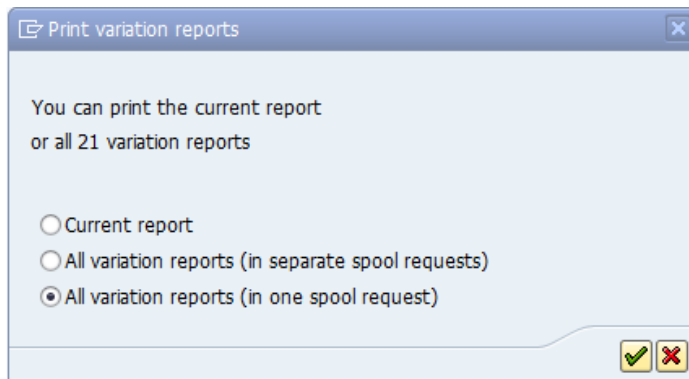 Print variation reports
You can print the current report
or all 21 variation reports
Current report
All variation reports (in separate spool requests)
All variation reports (in one spool request)